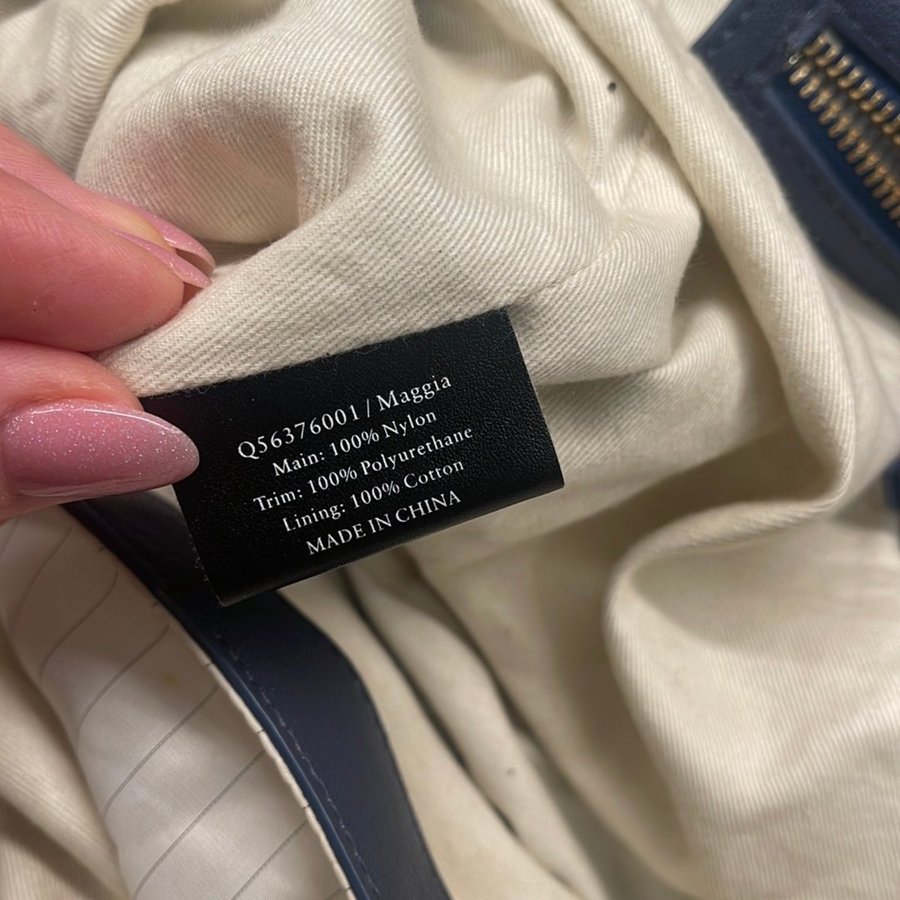 Q56376001 / Maggia
Main: 100% Nylon
Trim: 100% Polyurethane
Lining: 100% Cotton
MADE IN CHINA